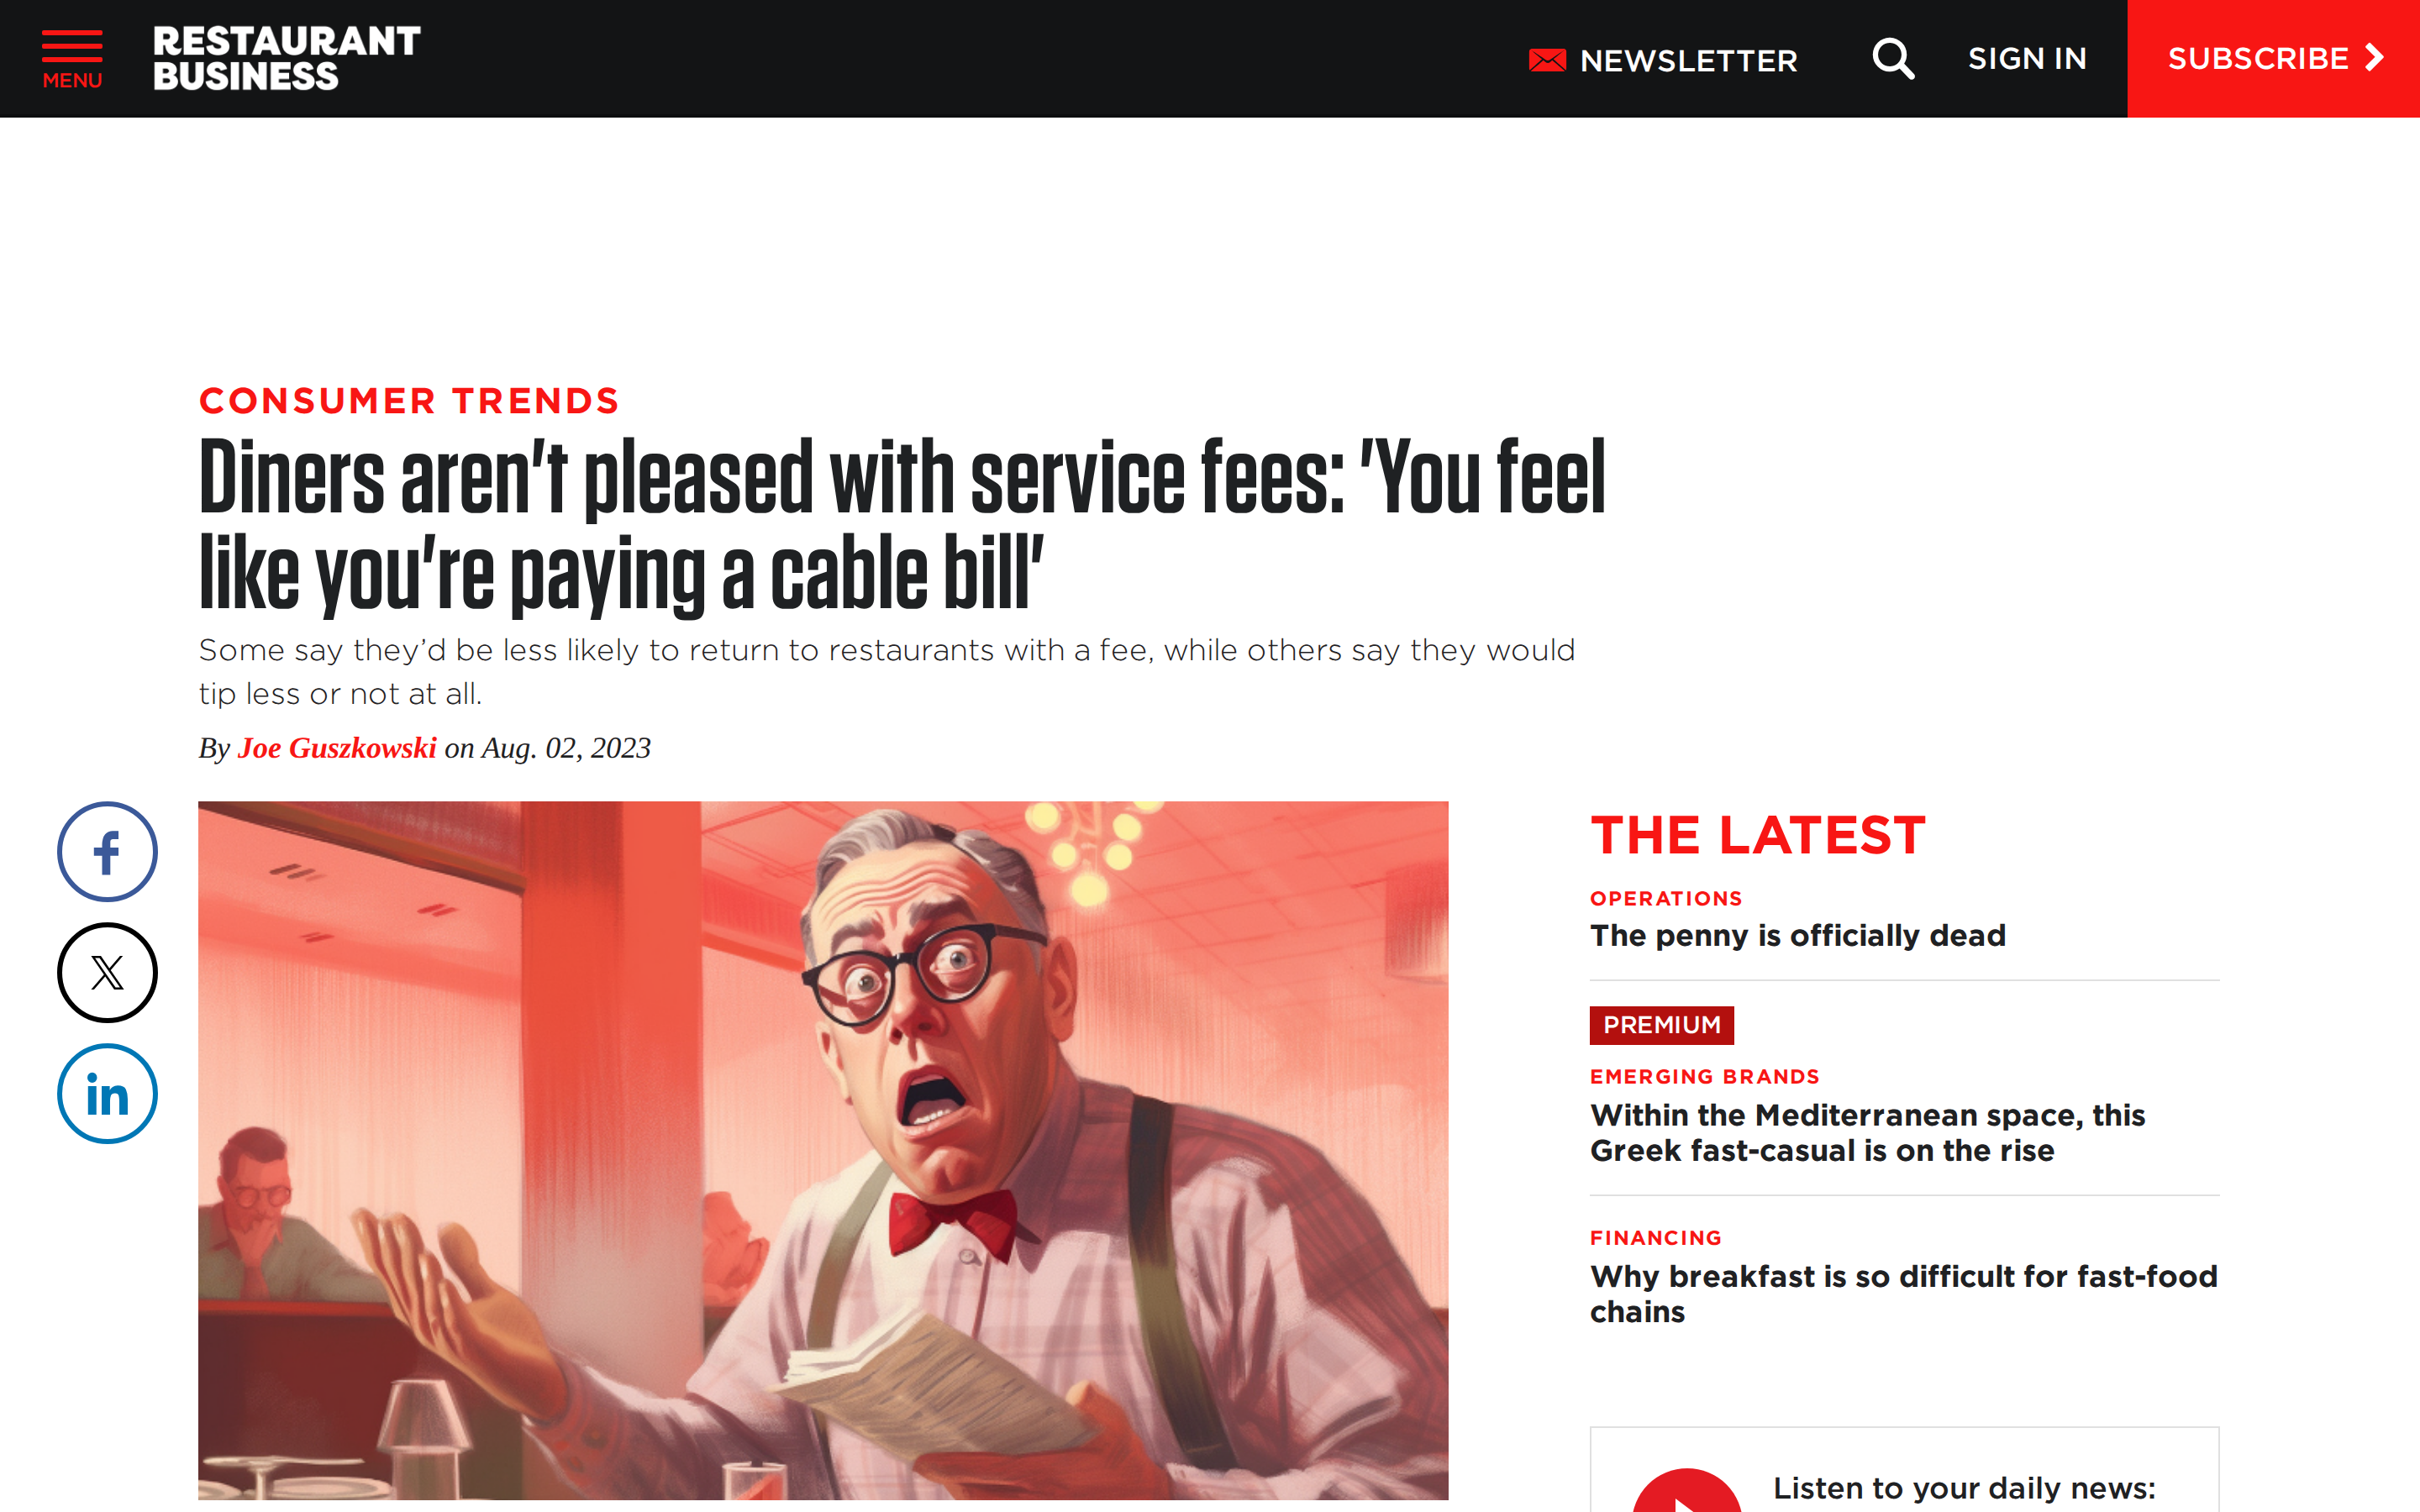 MENU
RESTAURANT
BUSINESS
NEWSLETTER
SIGN IN
SUBSCRIBE
CONSUMER TRENDS
Diners aren't pleased with service fees: 'You feel
like you're paying a cable bill'
Some say they’d be less likely to return to restaurants with a fee, while others say they would
tip less or not at all.
By Joe Guszkowski on Aug. 02, 2023
THE LATEST
OPERATIONS
The penny is officially dead
PREMIUM
EMERGING BRANDS
Within the Mediterranean space, this
Greek fast-casual is on the rise
FINANCING
Why breakfast is so difficult for fast-food
chains
Listen to your daily news: